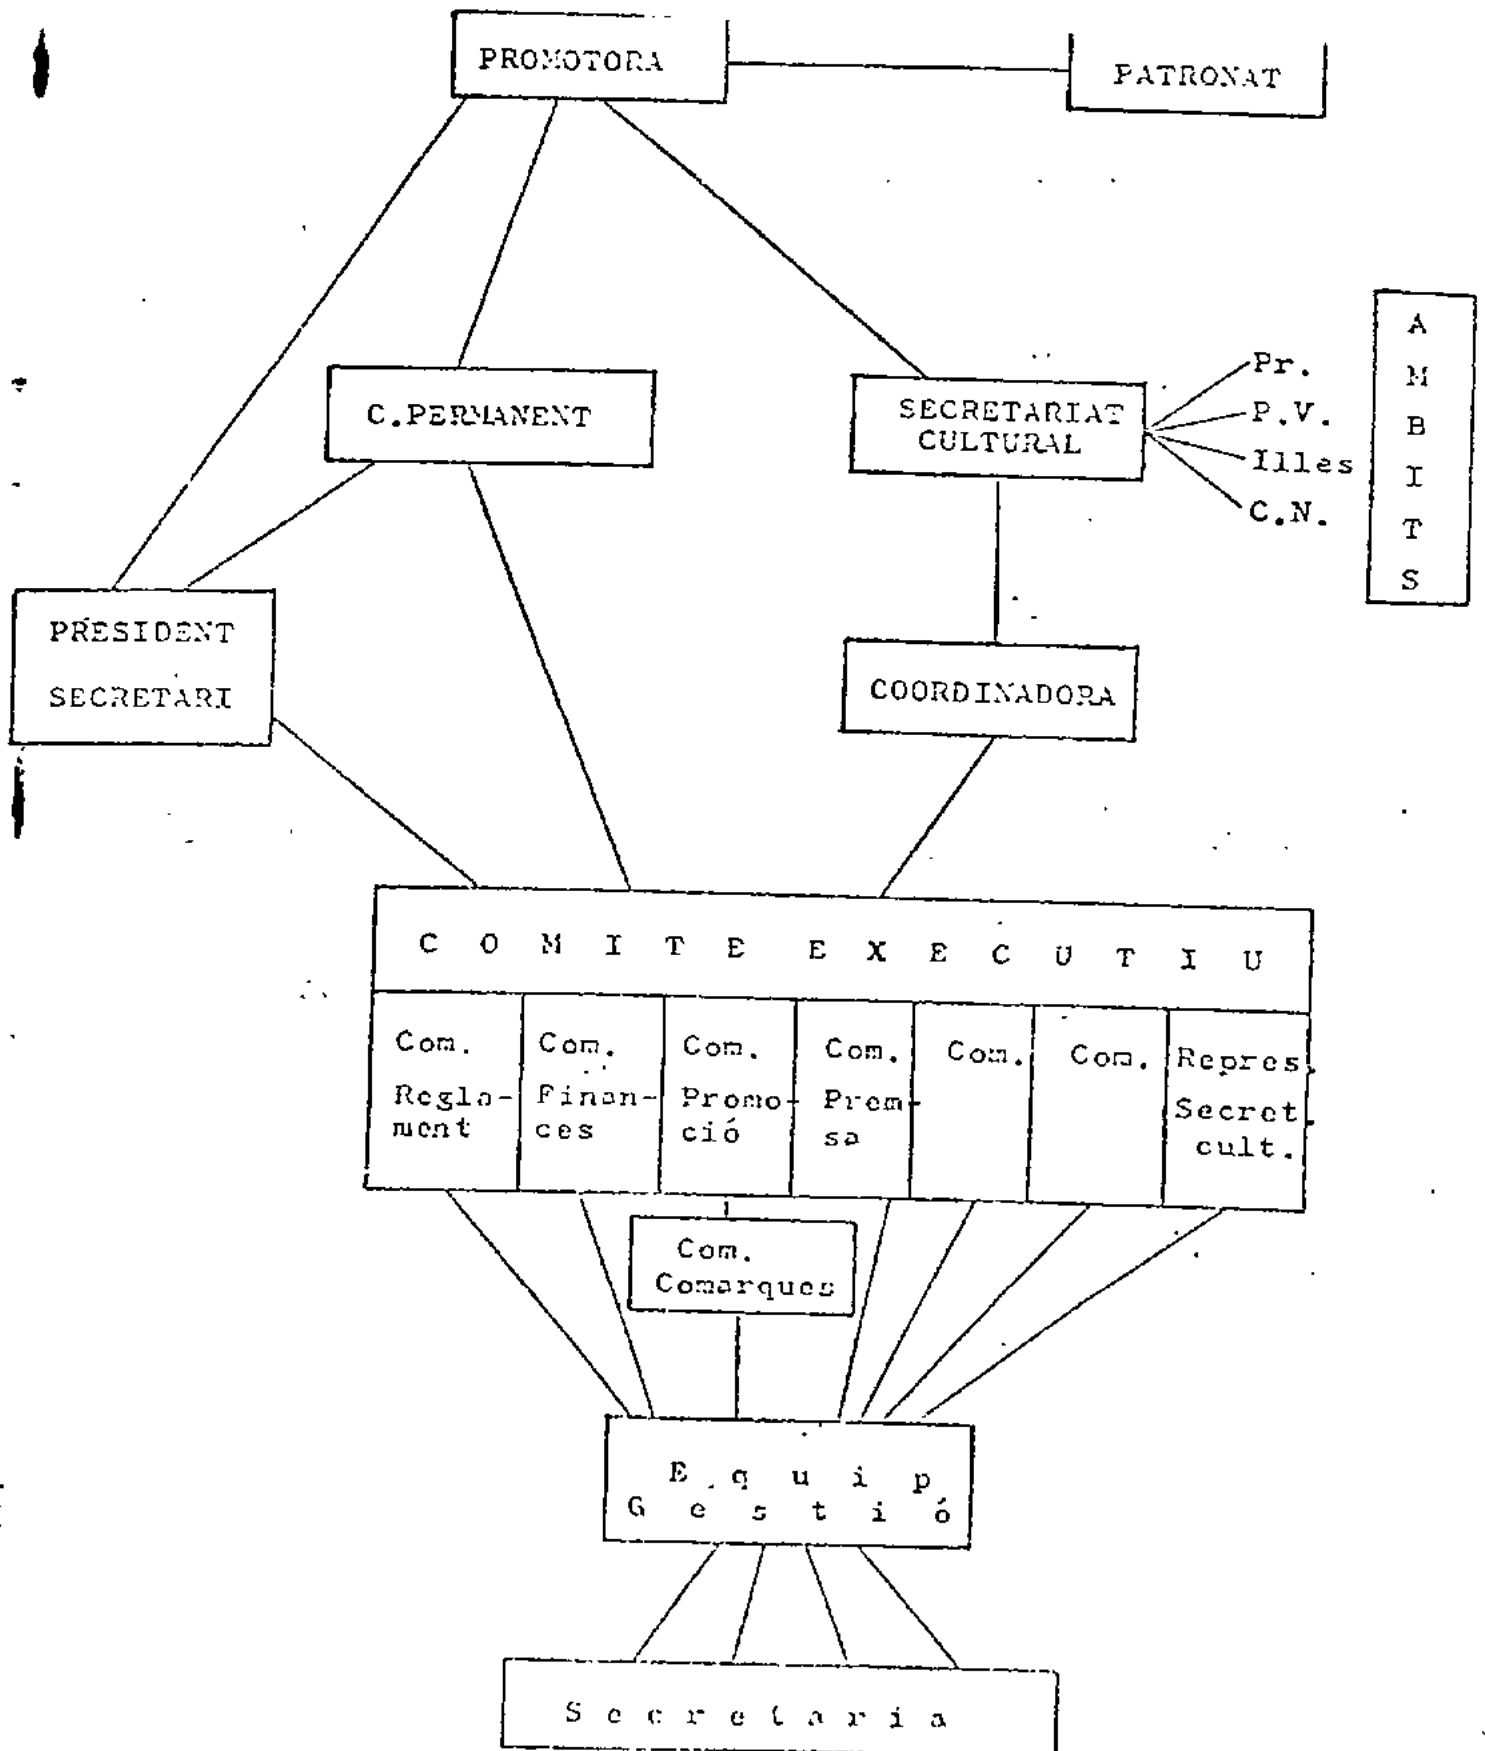 PROMOTORA
PATRONAT
C.PERMANENT
SECRETARIAT
CULTURAL
Pr.
P.V.
Illes
C.N.
A
M
B
I
T
S
PRESIDENT
SECRETARI
COORDINADORA
C O M I T E E X E C U T I U
Com.
Regla-
ment
Com.
Finan-
ces
Com.
Promo-
ció
Com.
Prem-
sa
Com.
Com.
Repres.
Secret.
cult.
Com.
Comarques
E q u i p
G e s t i ó
S e c r e t a r i a